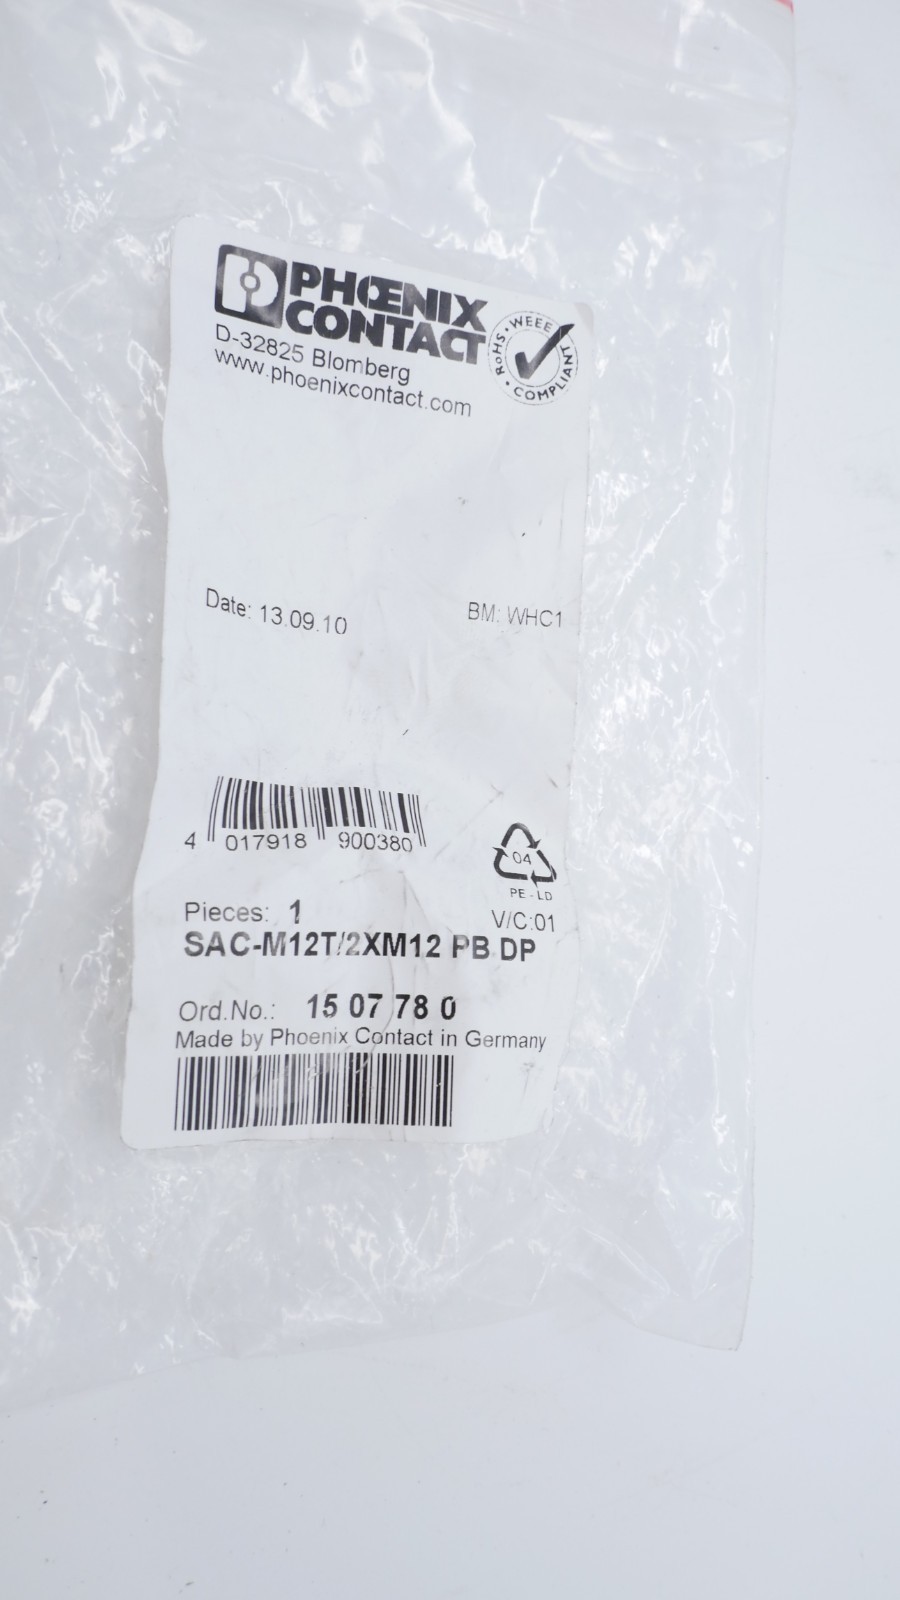 PHŒNIX
CONTACT
D-32825 Blomberg
www.phoenixcontact.com
WEEE COMPLIANT RoHS
Date: 13.09.10 BM: WHC1
4 017918 900380
04
PE-LD
Pieces: 1 V/C:01
SAC-M12T/2XM12 PB DP
Ord.No.: 15 07 78 0
Made by Phoenix Contact in Germany